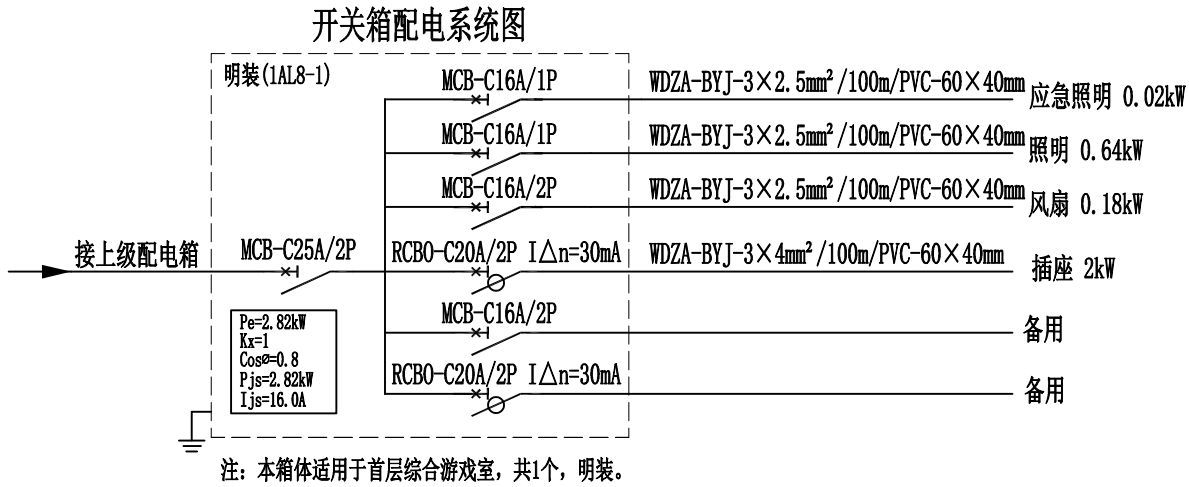 开关箱配电系统图
明装(1AL8-1)
MCB-C16A/1P
WDZA-BYJ-3×2.5mm²/100m/PVC-60×40mm
应急照明 0.02kW
MCB-C16A/1P
WDZA-BYJ-3×2.5mm²/100m/PVC-60×40mm
照明 0.64kW
MCB-C16A/2P
WDZA-BYJ-3×2.5mm²/100m/PVC-60×40mm
风扇 0.18kW
接上级配电箱
MCB-C25A/2P
RCBO-C20A/2P I△n=30mA
WDZA-BYJ-3×4mm²/100m/PVC-60×40mm
插座 2kW
MCB-C16A/2P
备用
RCBO-C20A/2P I△n=30mA
备用
Pe=2.82kW
Kx=1
Cosø=0.8
Pjs=2.82kW
Ijs=16.0A
注：本箱体适用于首层综合游戏室，共1个，明装。